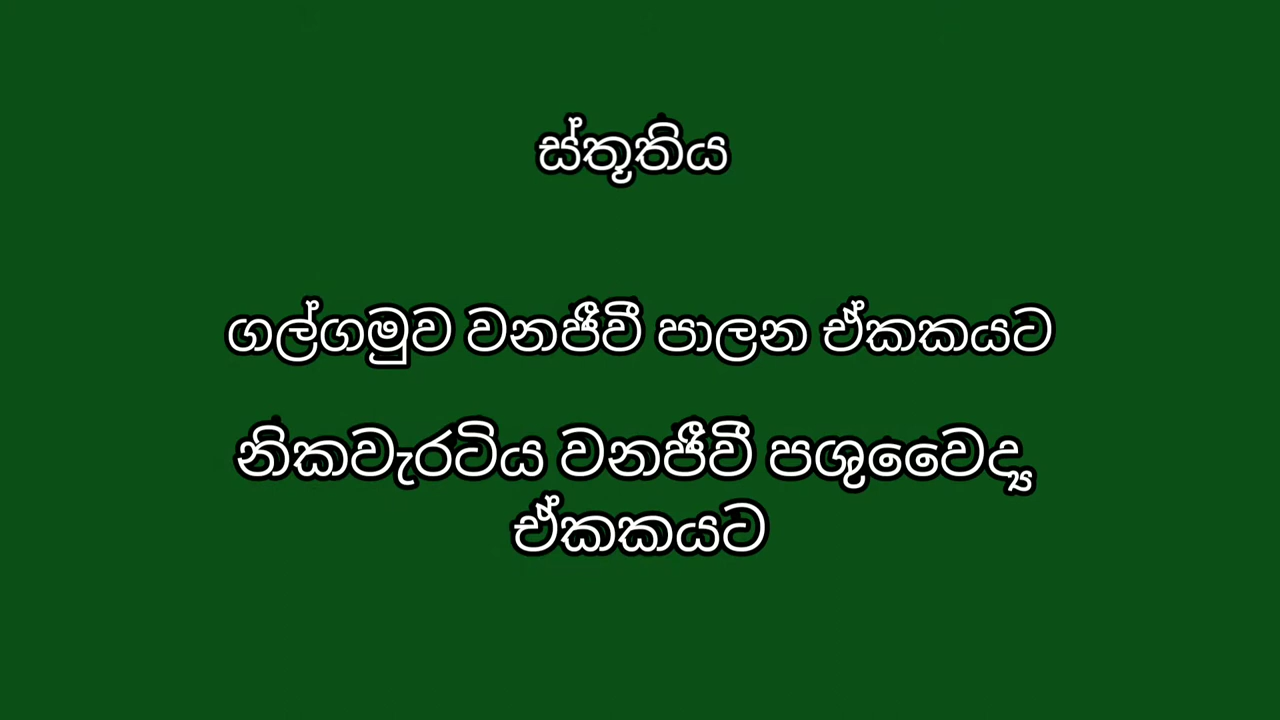 ස්තූතිය
ගල්ගමුව වනජීවී පාලන ඒකකයට
නිකවැරටිය වනජීවී පශුවෛද්‍ය
ඒකකයට